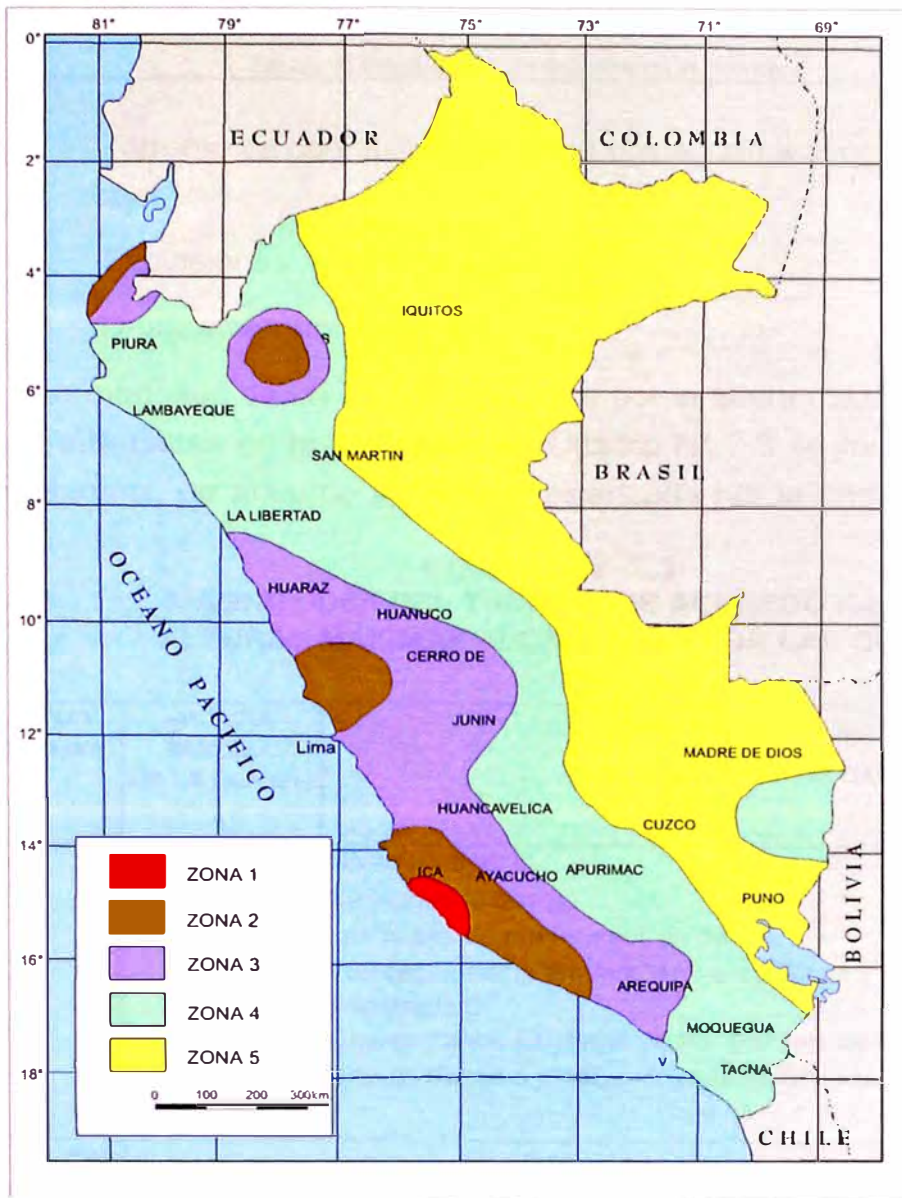 81° 79° 77° 75° 73° 71° 69°
0°
ECUADOR
COLOMBIA
2°
4°
IQUITOS
PIURA
S
6°
LAMBAYEQUE
SAN MARTIN
BRASIL
8°
LA LIBERTAD
OCEANO PACIFICO
HUARAZ
10°
HUANUCO
CERRO DE
JUNIN
12°
Lima
MADRE DE DIOS
HUANCAVELICA
CUZCO
14°
ICA
AYACUCHO
APURIMAC
PUNO
BOLIVIA
16°
AREQUIPA
MOQUEGUA
V
TACNA
18°
CHILE
ZONA 1
ZONA 2
ZONA 3
ZONA 4
ZONA 5
0 100 200 300km